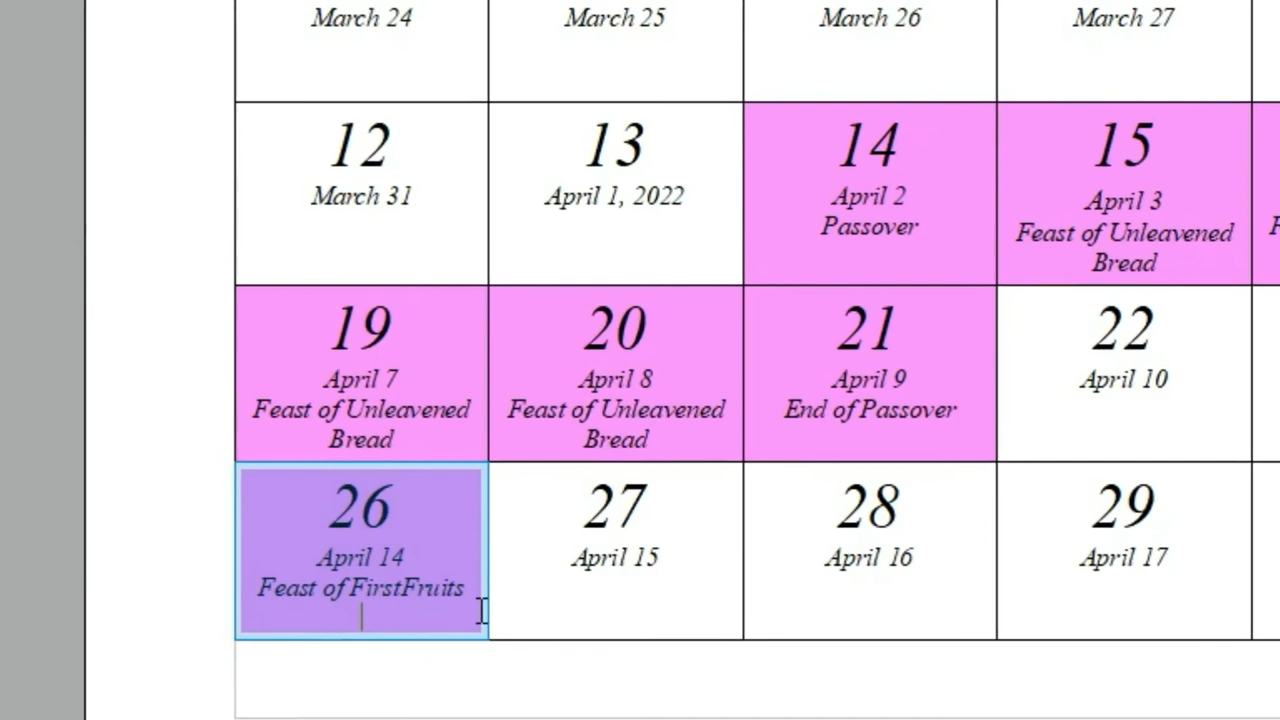 March 24
March 25
March 26
March 27
12
March 31
13
April 1, 2022
14
April 2
Passover
15
April 3
Feast of Unleavened
Bread
19
April 7
Feast of Unleavened
Bread
20
April 8
Feast of Unleavened
Bread
21
April 9
End of Passover
22
April 10
26
April 14
Feast of FirstFruits
27
April 15
28
April 16
29
April 17